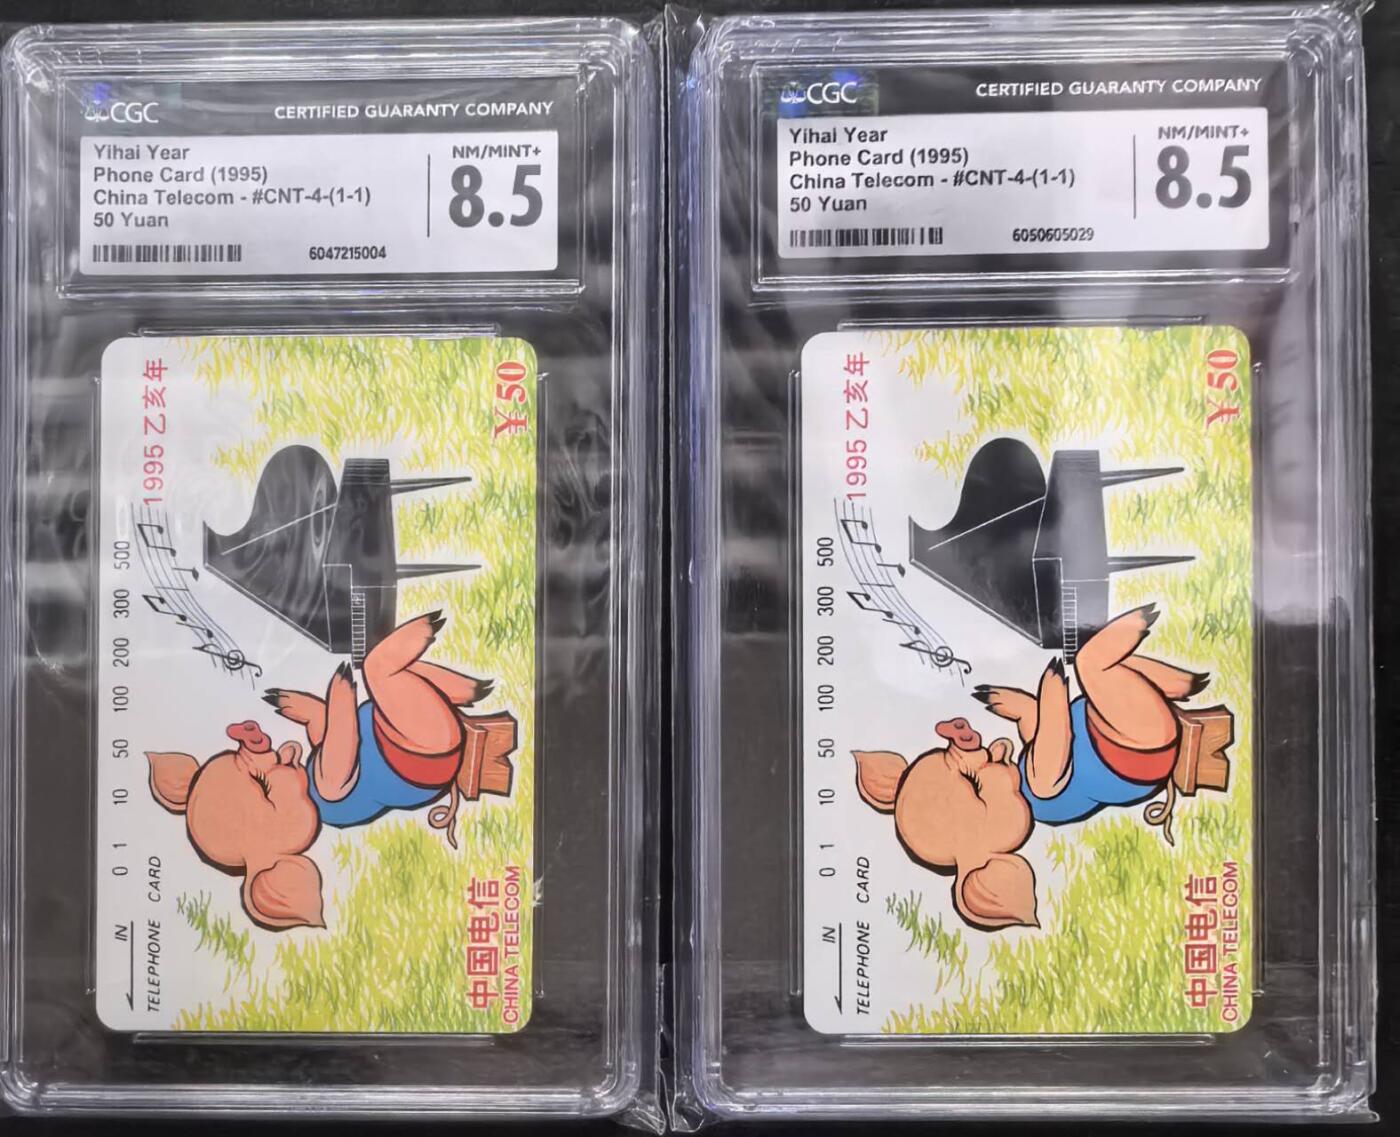 CGC
CERTIFIED GUARANTY COMPANY
Yihai Year
Phone Card (1995)
China Telecom - #CNT-4-(1-1)
50 Yuan
NM/MINT+
8.5
6047215004
1995 乙亥年
¥50
0 1 10 50 100 200 300 500
IN
TELEPHONE CARD
中国电信
CHINA TELECOM
CGC
CERTIFIED GUARANTY COMPANY
Yihai Year
Phone Card (1995)
China Telecom - #CNT-4-(1-1)
50 Yuan
NM/MINT+
8.5
6050605029
1995 乙亥年
¥50
0 1 10 50 100 200 300 500
IN
TELEPHONE CARD
中国电信
CHINA TELECOM